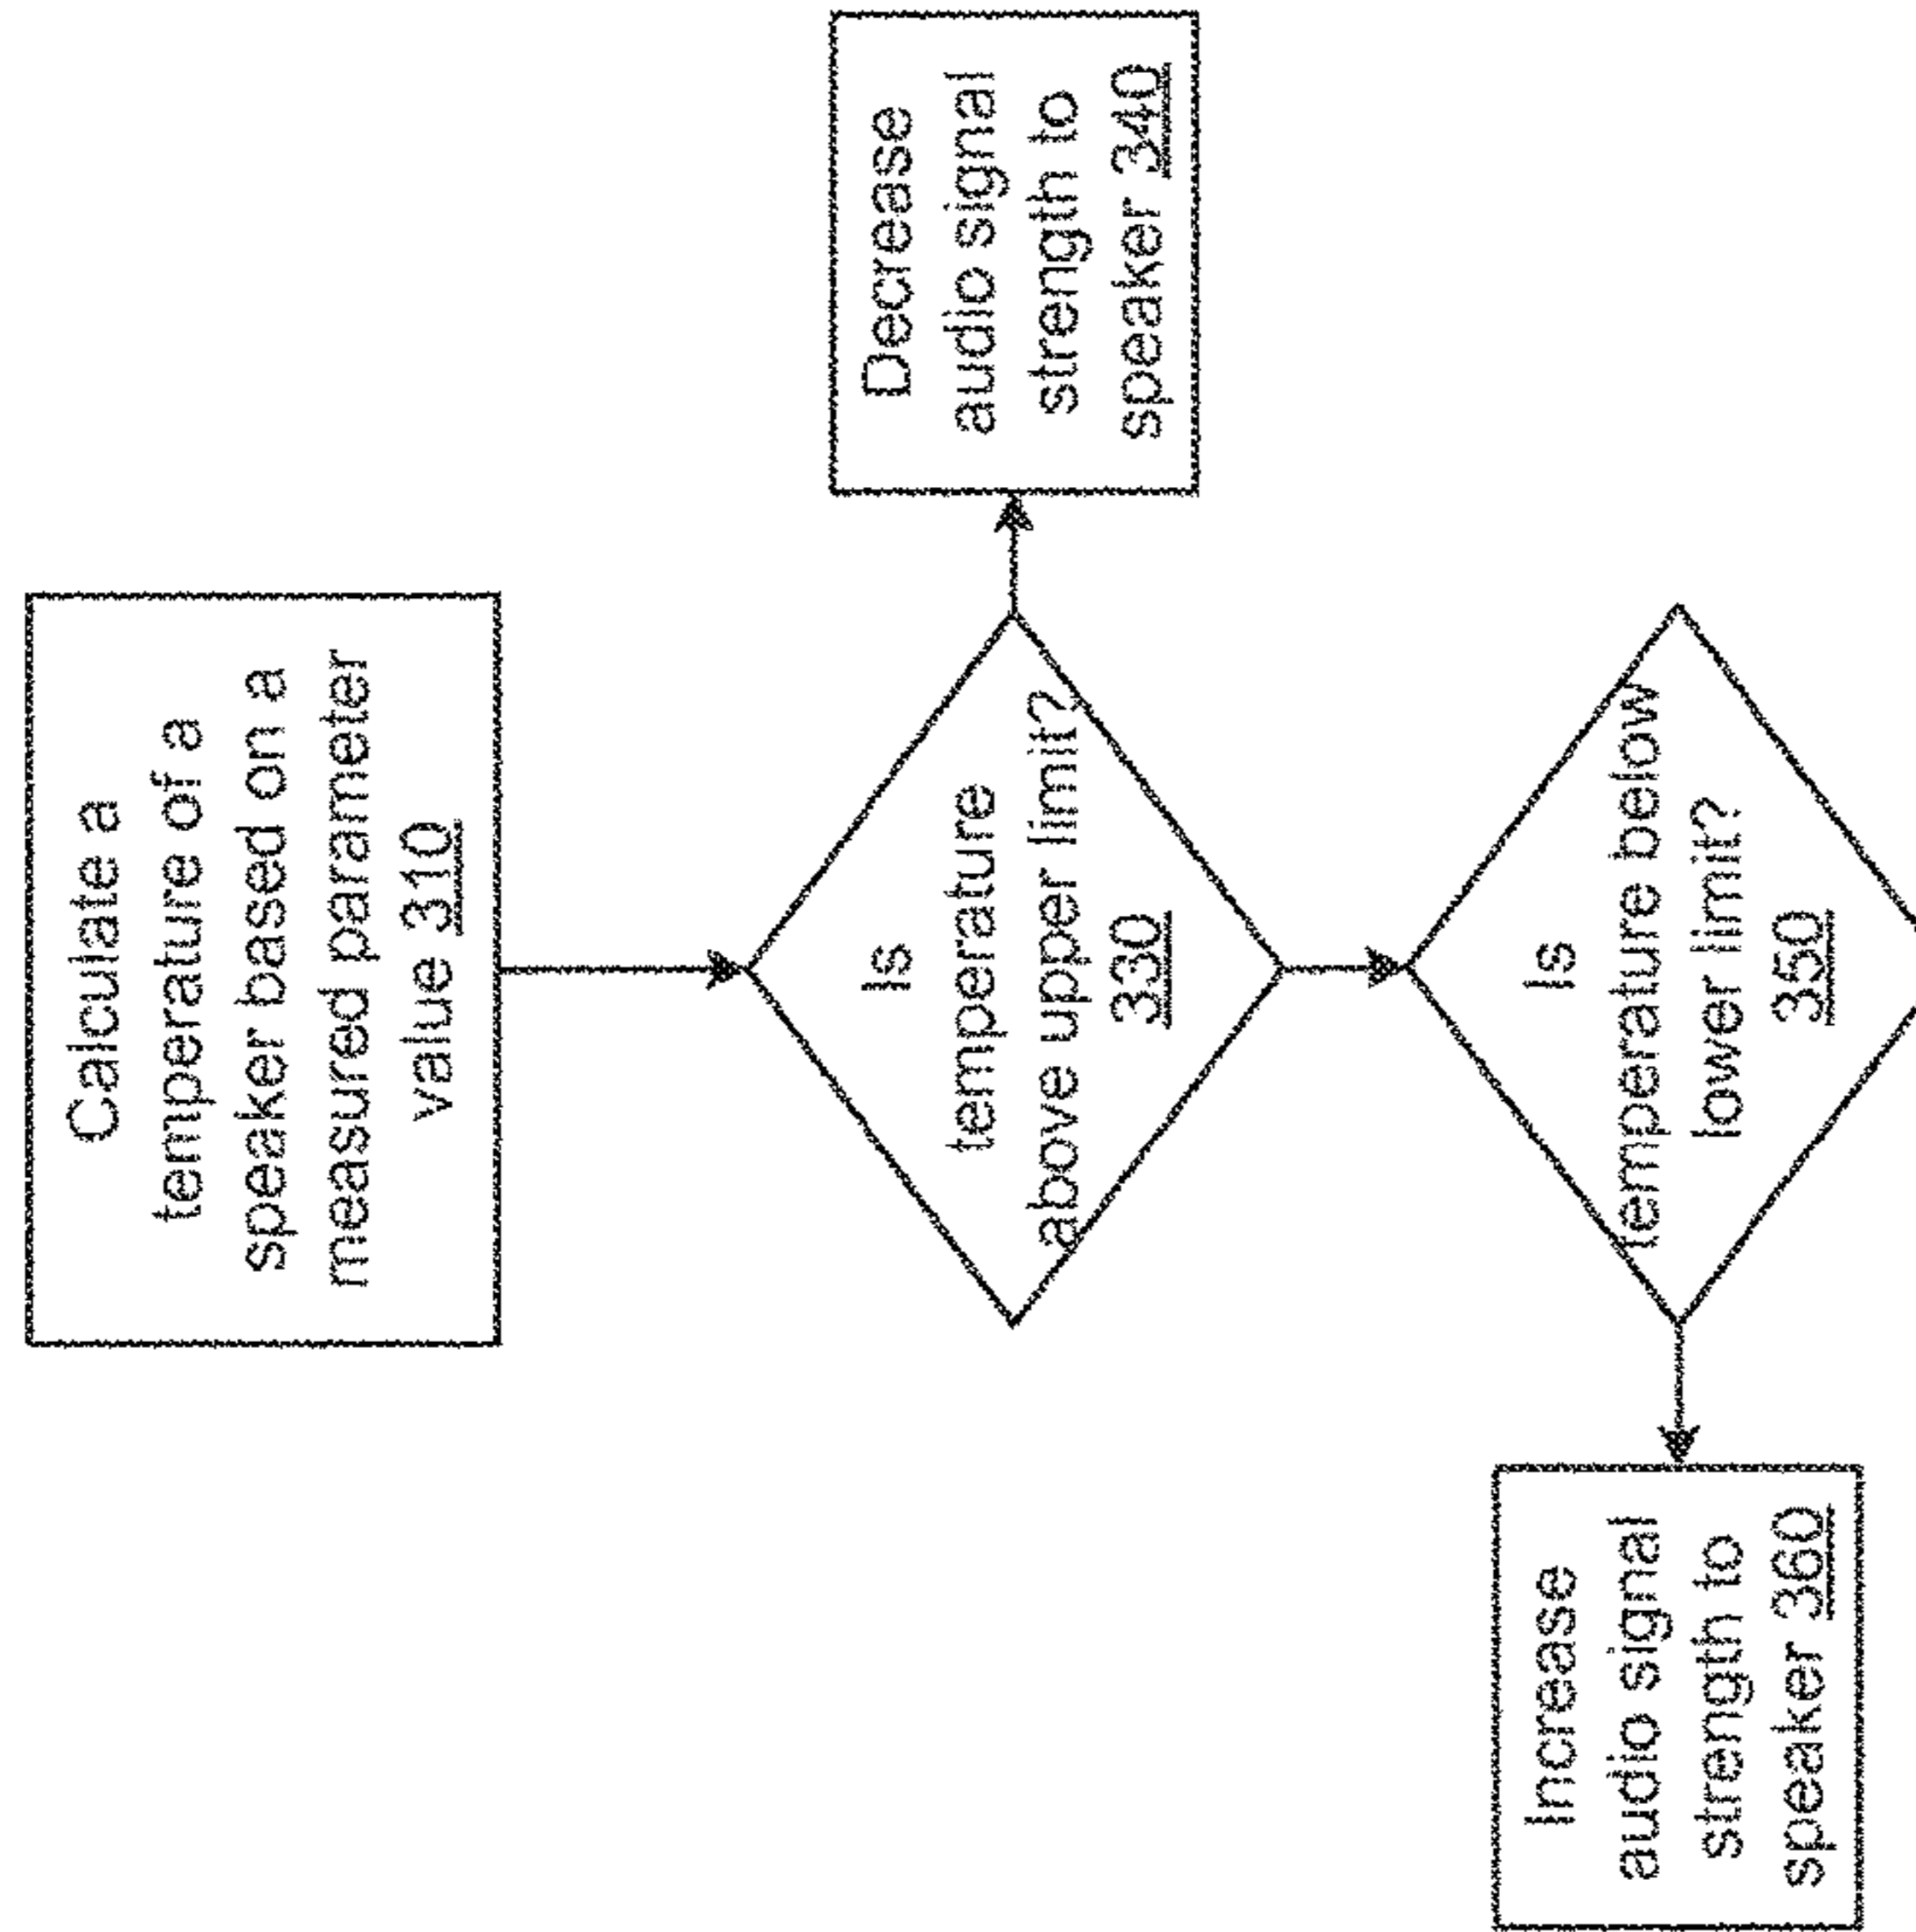 Calculate a
temperature of a
speaker based on a
measured parameter
value 310
Is
temperature
above upper limit?
330
Decrease
audio signal
strength to
speaker 340
Is
temperature below
lower limit?
350
Increase
audio signal
strength to
speaker 360